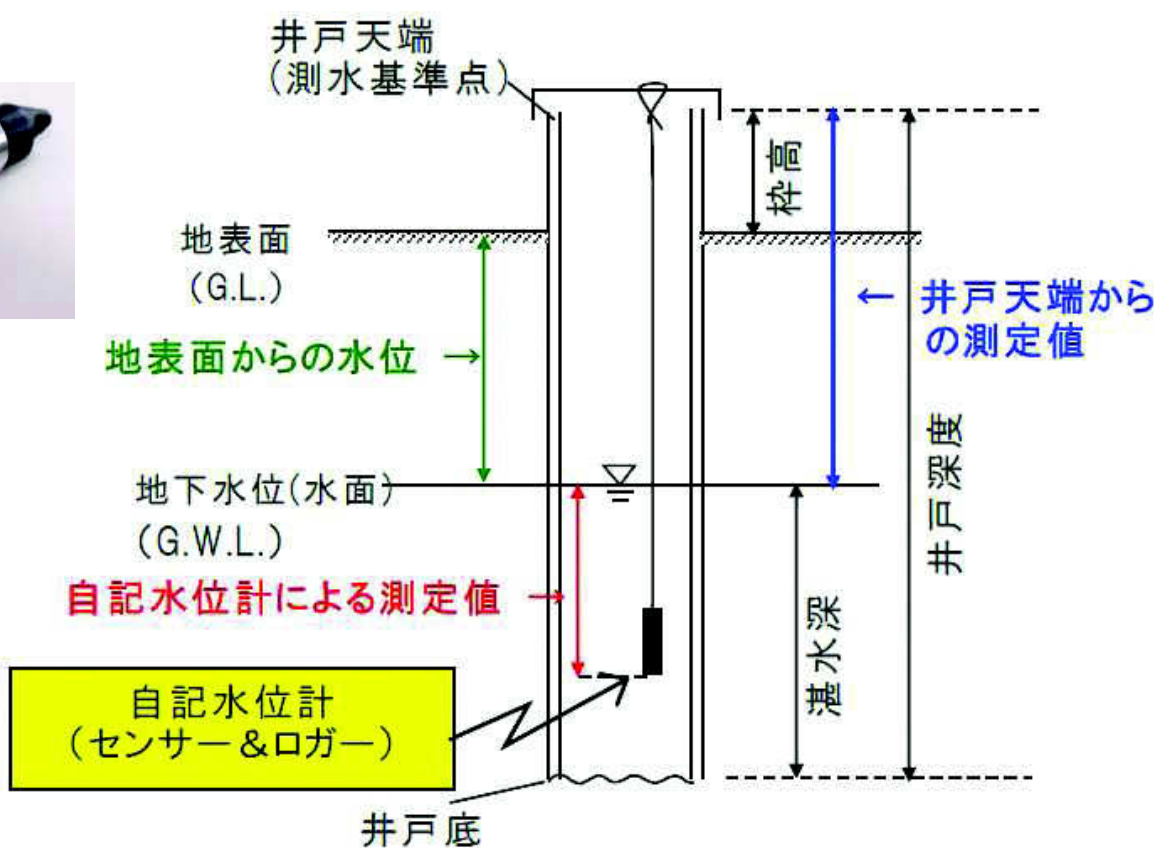 井戸天端
(測水基準点)
枠高
地表面
(G.L.)
← 井戸天端から
の測定値
地表面からの水位 →
井戸深度
地下水位(水面)
(G.W.L.)
自記水位計による測定値 →
湛水深
自記水位計
(センサー&ロガー)
井戸底